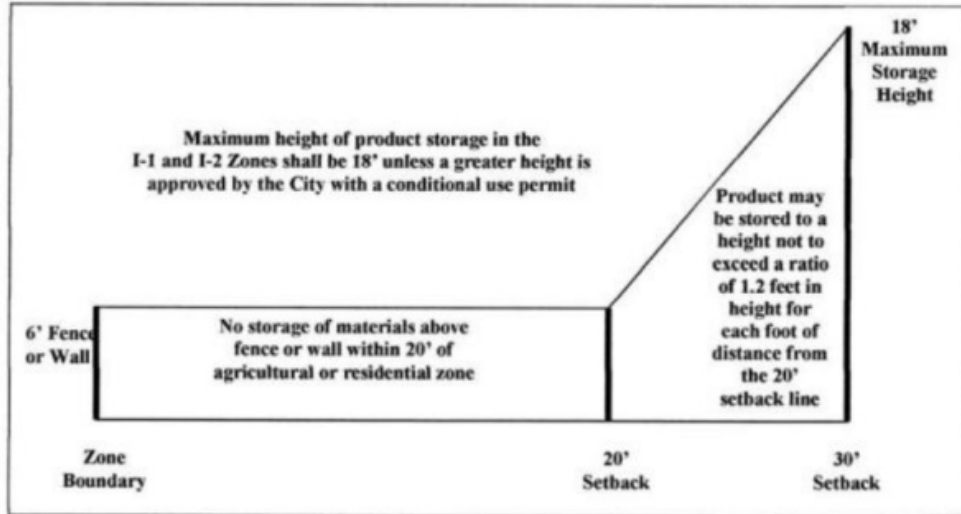 18'
Maximum
Storage
Height
Maximum height of product storage in the
I-1 and I-2 Zones shall be 18' unless a greater height is
approved by the City with a conditional use permit
Product may
be stored to a
height not to
exceed a ratio
of 1.2 feet in
height for
each foot of
distance from
the 20'
setback line
6' Fence
or Wall
No storage of materials above
fence or wall within 20' of
agricultural or residential zone
Zone
Boundary
20'
Setback
30'
Setback